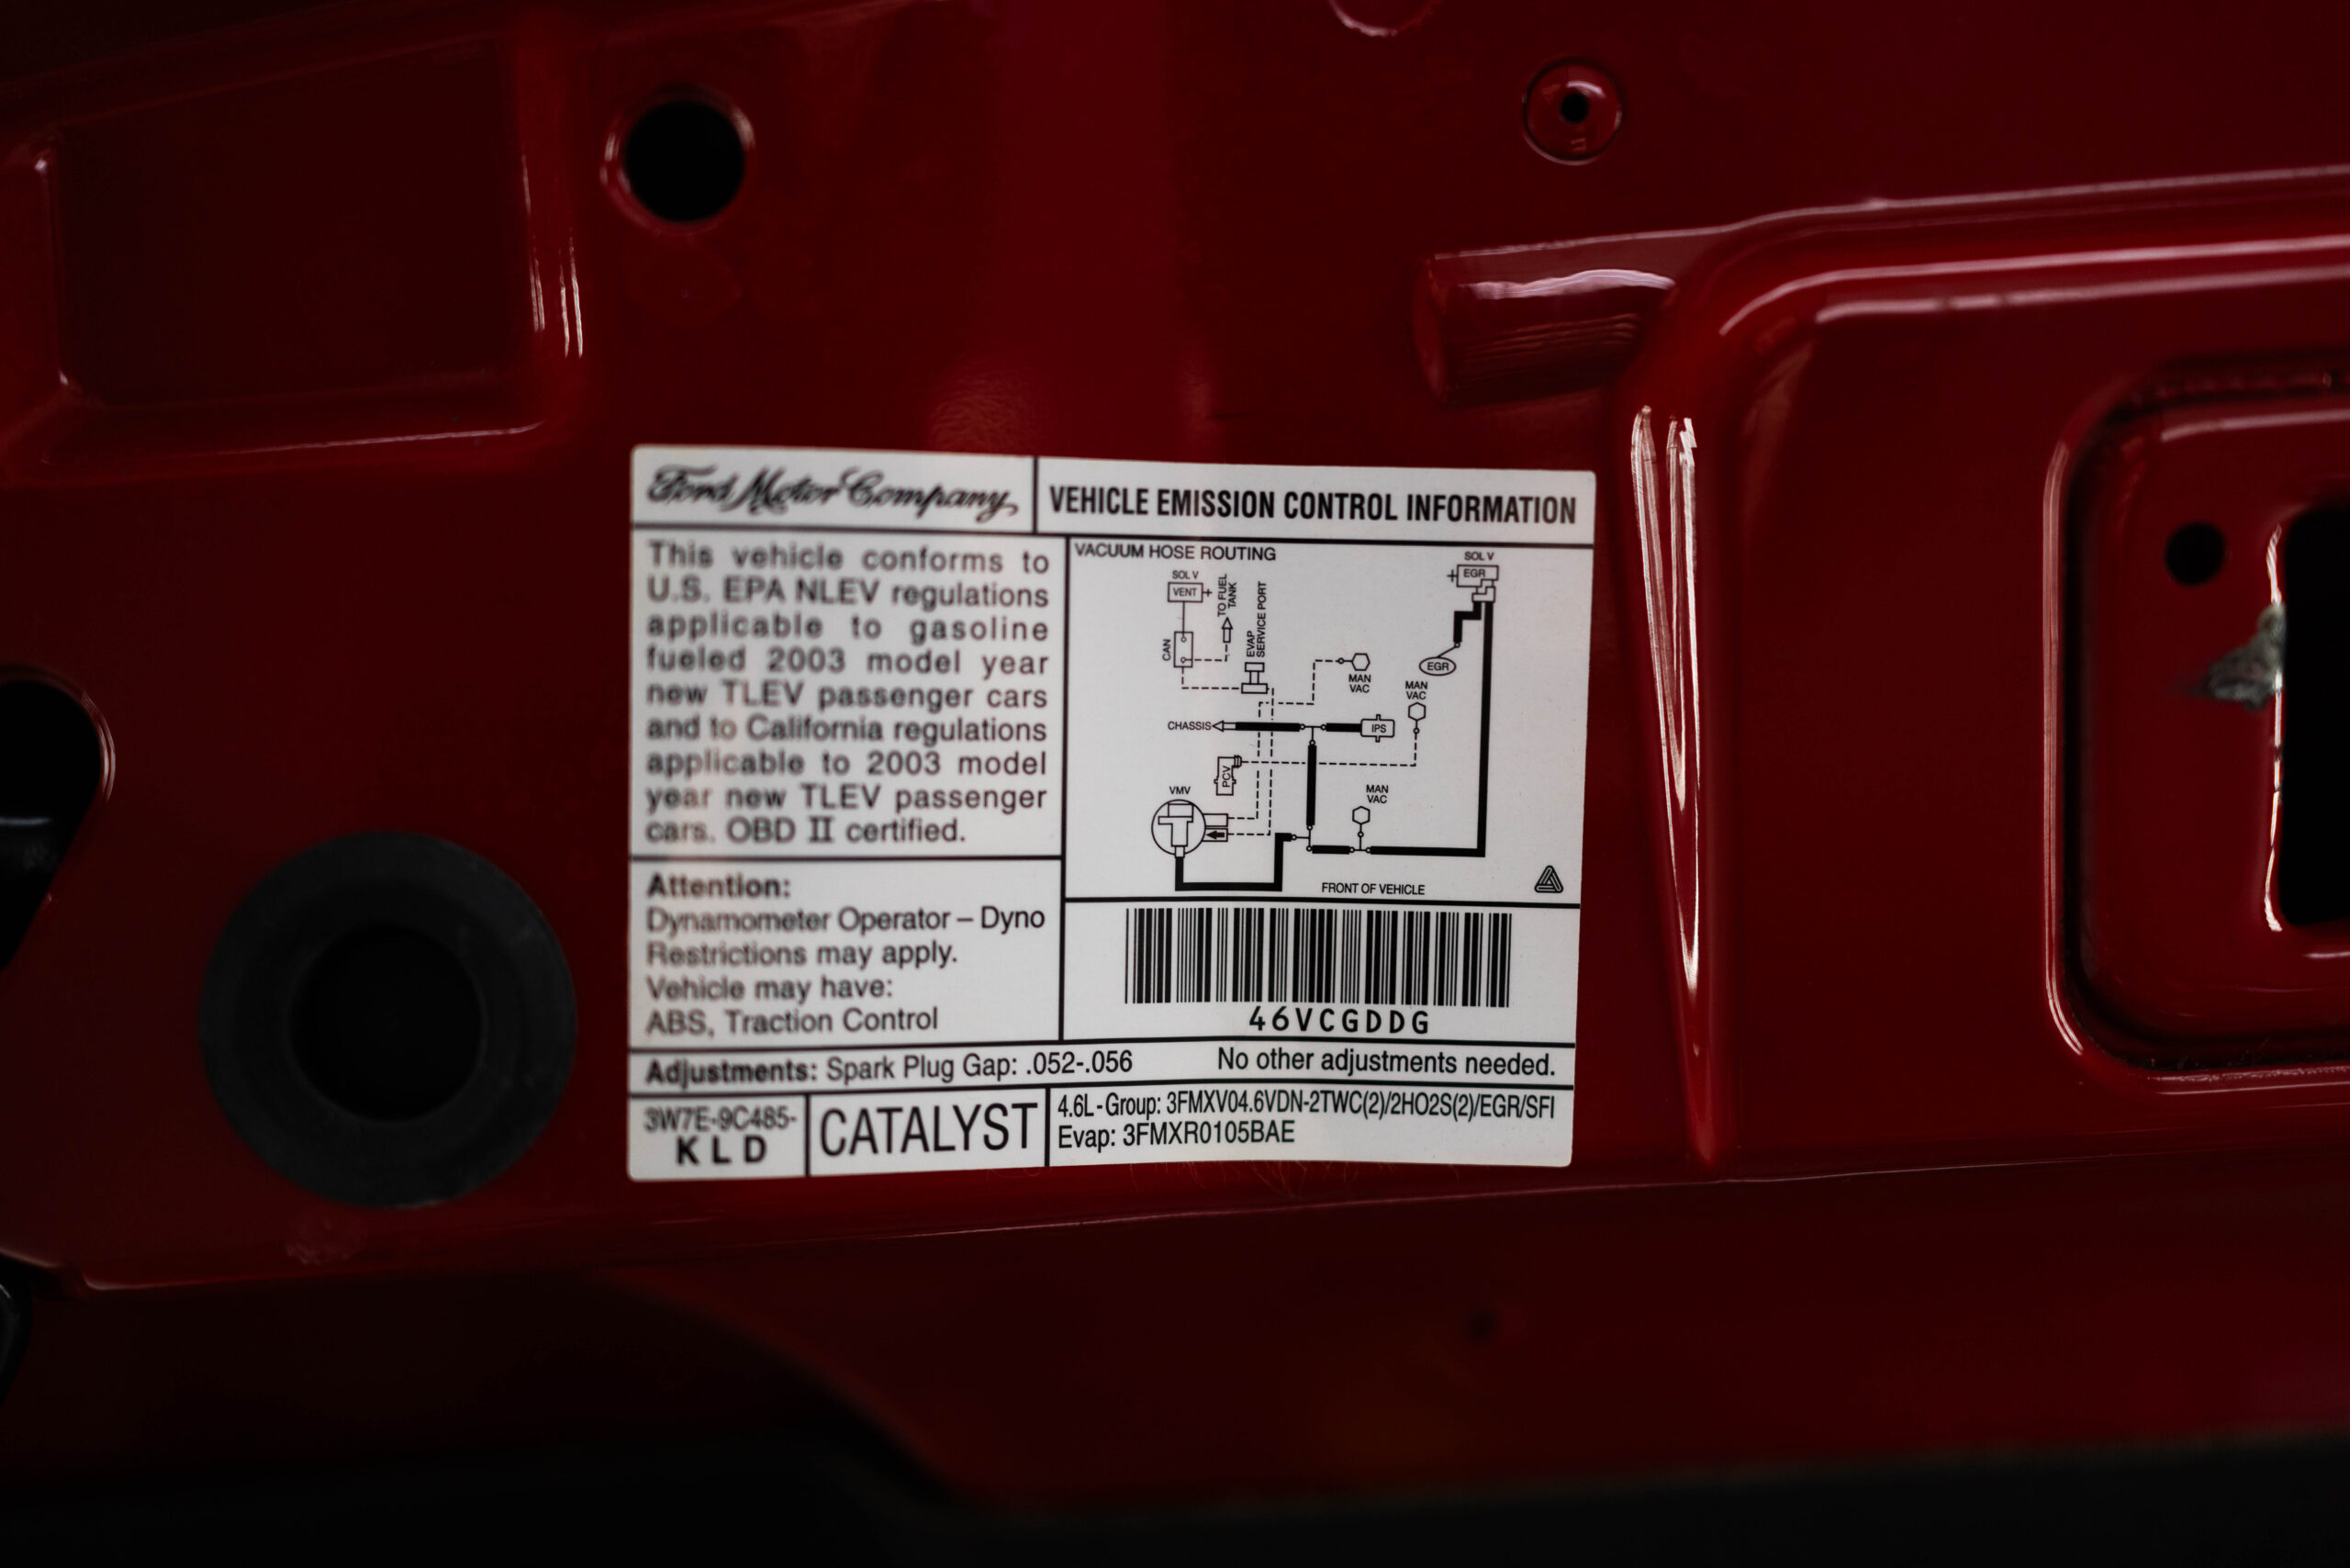 Ford Motor Company
VEHICLE EMISSION CONTROL INFORMATION
This vehicle conforms to
U.S. EPA NLEV regulations
applicable to gasoline
fueled 2003 model year
new TLEV passenger cars
and to California regulations
applicable to 2003 model
year new TLEV passenger
cars. OBD II certified.
VACUUM HOSE ROUTING
SOL V
VENT
+
TO FUEL
TANK
EVAP
SERVICE PORT
CAN
SOL V
+
EGR
EGR
MAN
VAC
MAN
VAC
CHASSIS
IPS
PCV
VMV
MAN
VAC
FRONT OF VEHICLE
Attention:
Dynamometer Operator – Dyno
Restrictions may apply.
Vehicle may have:
ABS, Traction Control
46VCGDDG
Adjustments: Spark Plug Gap: .052-.056 No other adjustments needed.
3W7E-9C485-
KLD
CATALYST
4.6L-Group: 3FMXV04.6VDN-2TWC(2)/2HO2S(2)/EGR/SFI
Evap: 3FMXR0105BAE